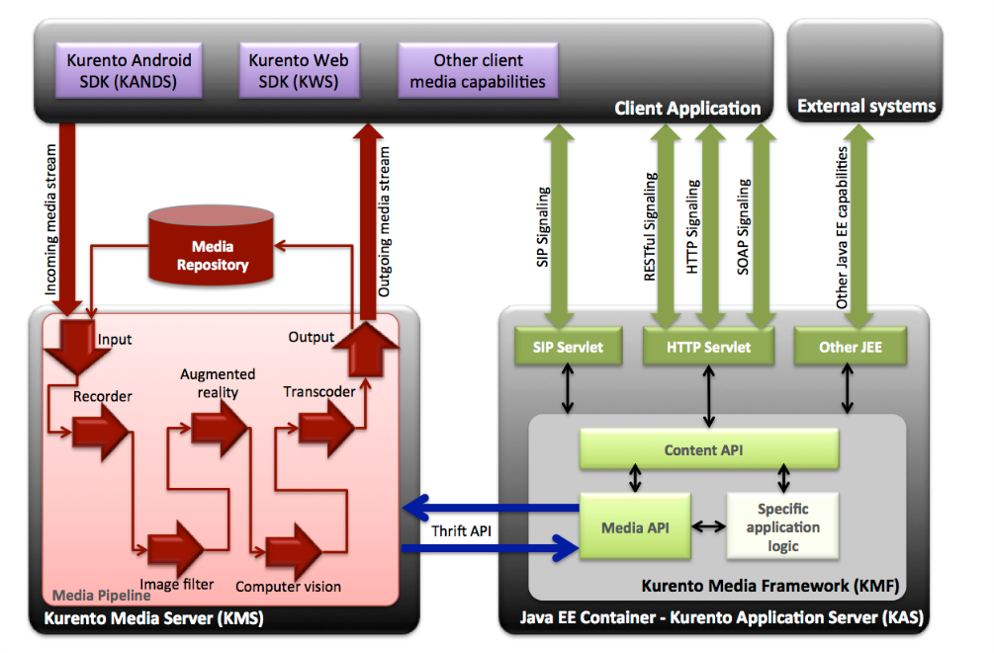 Kurento Android
SDK (KANDS)
Kurento Web
SDK (KWS)
Other client
media capabilities
Client Application
External systems
Incoming media stream
Outgoing media stream
SIP Signaling
RESTful Signaling
HTTP Signaling
SOAP Signaling
Other Java EE capabilities
Media
Repository
Input
Output
Recorder
Augmented
reality
Transcoder
Image filter
Computer vision
Media Pipeline
Kurento Media Server (KMS)
Thrift API
SIP Servlet
HTTP Servlet
Other JEE
Content API
Media API
Specific
application
logic
Kurento Media Framework (KMF)
Java EE Container - Kurento Application Server (KAS)